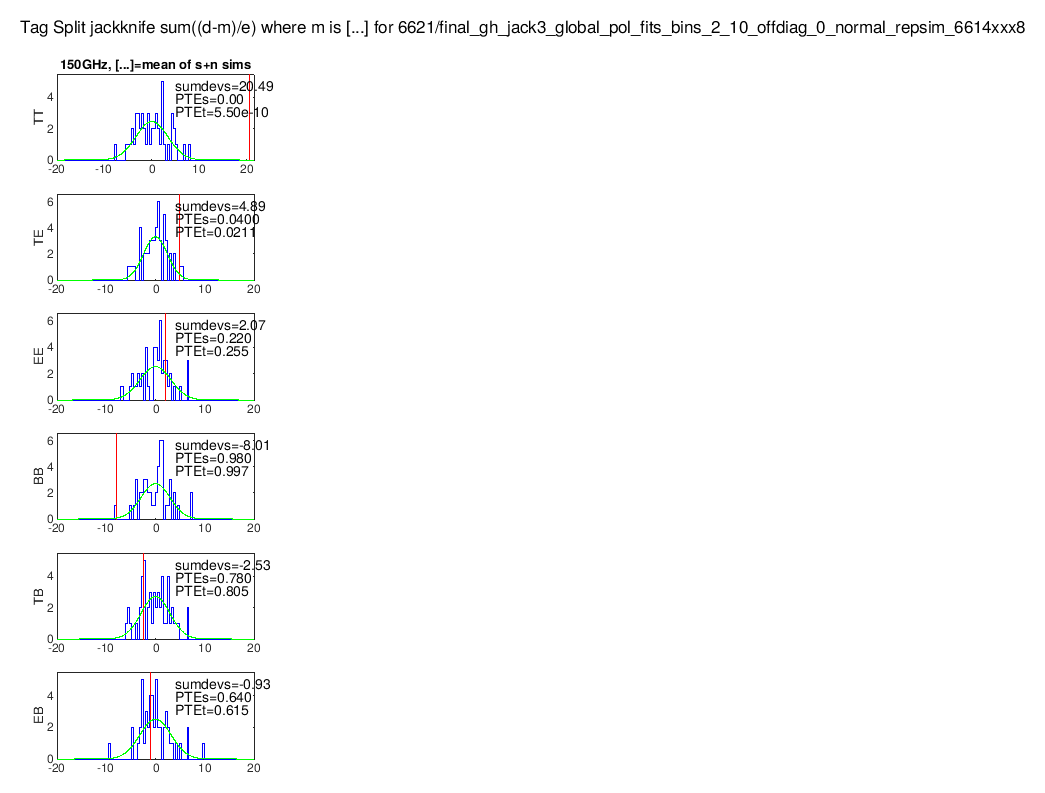 Tag Split jackknife sum((d-m)/e) where m is [...] for 6621/final_gh_jack3_global_pol_fits_bins_2_10_offdiag_0_normal_repsim_6614xxx8
150GHz, [...]=mean of s+n sims
TT
4
2
0
sumdevs=20.49
PTEs=0.00
PTEt=5.50e-10
-20 -10 0 10 20
TE
6
4
2
0
sumdevs=4.89
PTEs=0.0400
PTEt=0.0211
-20 -10 0 10 20
EE
6
4
2
0
sumdevs=2.07
PTEs=0.220
PTEt=0.255
-20 -10 0 10 20
BB
6
4
2
0
sumdevs=-8.01
PTEs=0.980
PTEt=0.997
-20 -10 0 10 20
TB
4
2
0
sumdevs=-2.53
PTEs=0.780
PTEt=0.805
-20 -10 0 10 20
EB
4
2
0
sumdevs=-0.93
PTEs=0.640
PTEt=0.615
-20 -10 0 10 20